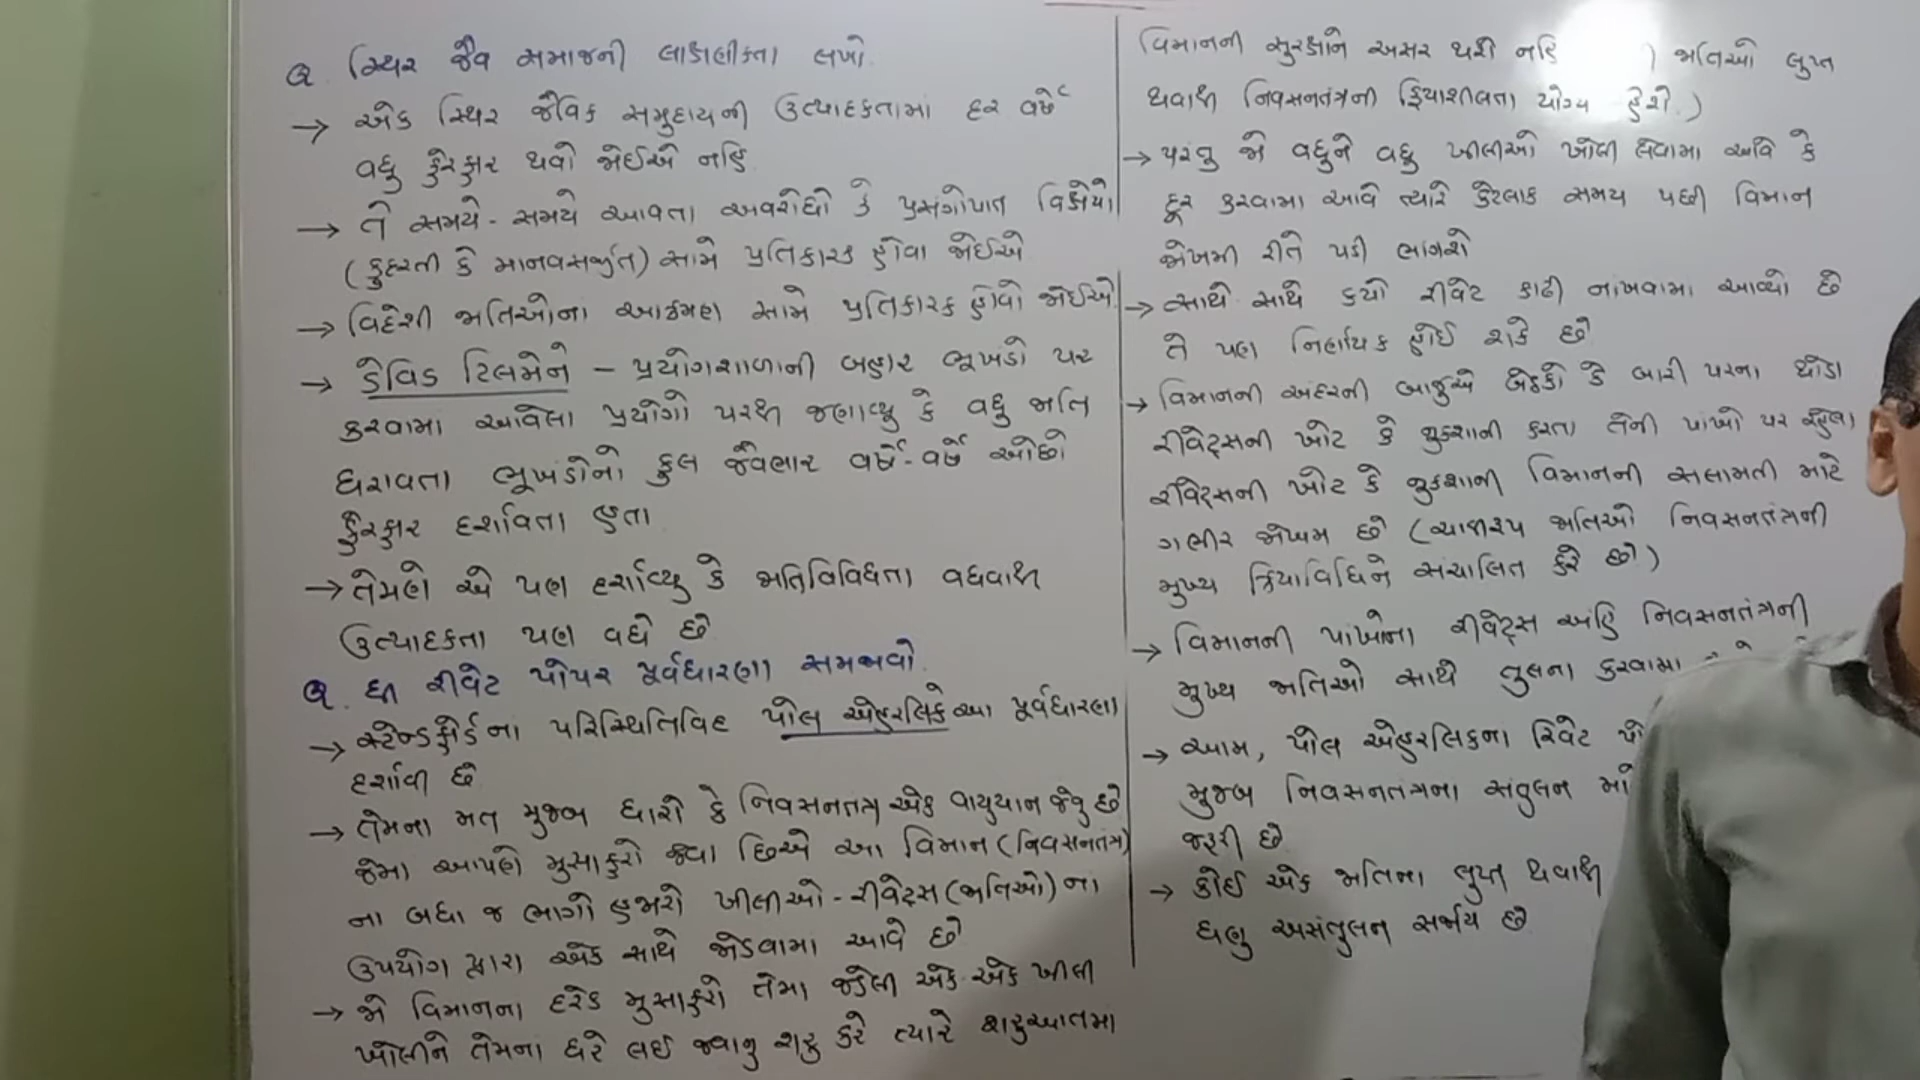 Q. સ્થિર જૈવ સમાજની લાક્ષણીકતા લખો.
→ એક સ્થિર જૈવિક સમુદાયની ઉત્પાદકતામાં દર વર્ષે
વધુ ફેરફાર થવો જોઈએ નહિ
→ તે સમયે-સમયે આવતા અવરોધો કે પ્રસંગોપાત વિક્ષેપો
(કુદરતી કે માનવસર્જીત) સામે પ્રતિકારક હોવા જોઈએ
→ વિદેશી જાતિઓના આક્રમણ સામે પ્રતિકારક હોવો જોઈએ
→ ડેવિડ ટિલમેને – પ્રયોગશાળાની બહાર ભૂખંડો પર
કરવામા આવેલા પ્રયોગો પરથી જણાવ્યુ કે વધુ જાતિ
ધરાવતા ભૂખંડોનો કુલ જૈવભાર વર્ષે-વર્ષે ઓછો
ફેરફાર દર્શાવતા હતા
→ તેમણે એ પણ દર્શાવ્યુ કે જાતિવિવિધતા વધવાથી
ઉત્પાદકતા પણ વધે છે
Q. ધ રીવેટ પોપર પૂર્વધારણા સમજાવો.
→ સ્ટેન્ડફોર્ડના પરિસ્થિતિવિદ પોલ એહરલિકે આ પૂર્વધારણા
દર્શાવી છે
→ તેમના મત મુજબ ધારો કે નિવસનતંત્ર એક વાયુયાન જેવુ છે
જેમા આપણે મુસાફરો જેવા છિએ આ વિમાન (નિવસનતંત્ર)
ના બધા જ ભાગો હજારો ખીલીઓ - રીવેટ્સ (જાતિઓ) ના
ઉપયોગ દ્વારા એક સાથે જોડવામાં આવે છે
→ જો વિમાનના દરેક મુસાફરો તેમા જડેલી એક-એક ખીલી
ખોલીને તેમના ઘરે લઈ જવાનુ શરુ કરે ત્યારે શરુઆતમા
વિમાનની સુરક્ષાને અસર થશે નહિ ) જાતિઓ લુપ્ત
થવાથી નિવસનતંત્રની ક્રિયાશીલતા યોગ્ય હશે.)
→ પરંતુ જો વધુને વધુ ખીલીઓ ખોલી લેવામા આવે કે
દૂર કરવામા આવે ત્યારે કેટલાક સમય પછી વિમાન
જોખમી રીતે પડી ભાંગશે
→ સાથે સાથે કયો રીવેટ કાઢી નાંખવામા આવ્યો છે
તે પણ નિર્ણાયક હોઈ શકે છે
→ વિમાનની અંદરની બાજુએ બેઠકો કે બારી પરના થોડા
રીવેટ્સની ખોટ કે નુકશાની કરતા તેની પાંખો પર રહેલા
રીવેટ્સની ખોટ કે નુકશાની વિમાનની સલામતી માટે
ગંભીર જોખમ છે ( જાતિઓ નિવસનતંત્રની
મુખ્ય ક્રિયાવિધિને સંચાલિત કરે છે)
→ વિમાનની પાંખોના રીવેટ્સ અંહિ નિવસનતંત્રની
મુખ્ય જાતિઓ સાથે તુલના કરવામા
→ આમ, પોલ એહરલિકના રિવેટ પો
મુજબ નિવસનતંત્રના સંતુલન મા
જરૂરી છે
→ કોઈ એક જાતિના લુપ્ત થવાથી
ઘણુ અસંતુલન સર્જાય છે